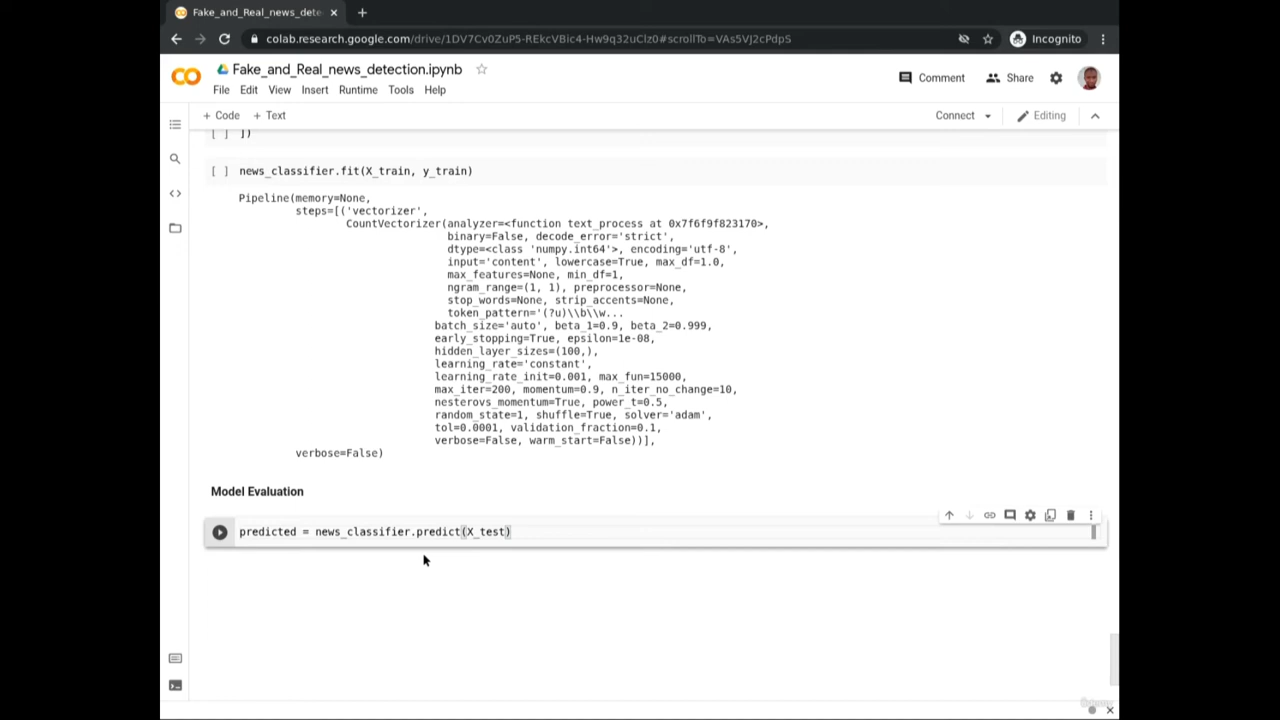 Fake_and_Real_news_dete
colab.research.google.com/drive/1DV7Cv0ZuP5-REkcVBic4-Hw9q32uClz0#scrollTo=VAs5VJ2cPdpS
Incognito
Fake_and_Real_news_detection.ipynb
Comment
Share
File Edit View Insert Runtime Tools Help
+ Code + Text
Connect
Editing
[ ] ])
[ ] news_classifier.fit(X_train, y_train)
Pipeline(memory=None,
steps=[('vectorizer',
CountVectorizer(analyzer=<function text_process at 0x7f6f9f823170>,
binary=False, decode_error='strict',
dtype=<class 'numpy.int64'>, encoding='utf-8',
input='content', lowercase=True, max_df=1.0,
max_features=None, min_df=1,
ngram_range=(1, 1), preprocessor=None,
stop_words=None, strip_accents=None,
token_pattern='(?u)\\b\\w...
batch_size='auto', beta_1=0.9, beta_2=0.999,
early_stopping=True, epsilon=1e-08,
hidden_layer_sizes=(100,),
learning_rate='constant',
learning_rate_init=0.001, max_fun=15000,
max_iter=200, momentum=0.9, n_iter_no_change=10,
nesterovs_momentum=True, power_t=0.5,
random_state=1, shuffle=True, solver='adam',
tol=0.0001, validation_fraction=0.1,
verbose=False, warm_start=False))],
verbose=False)
Model Evaluation
predicted = news_classifier.predict(X_test)